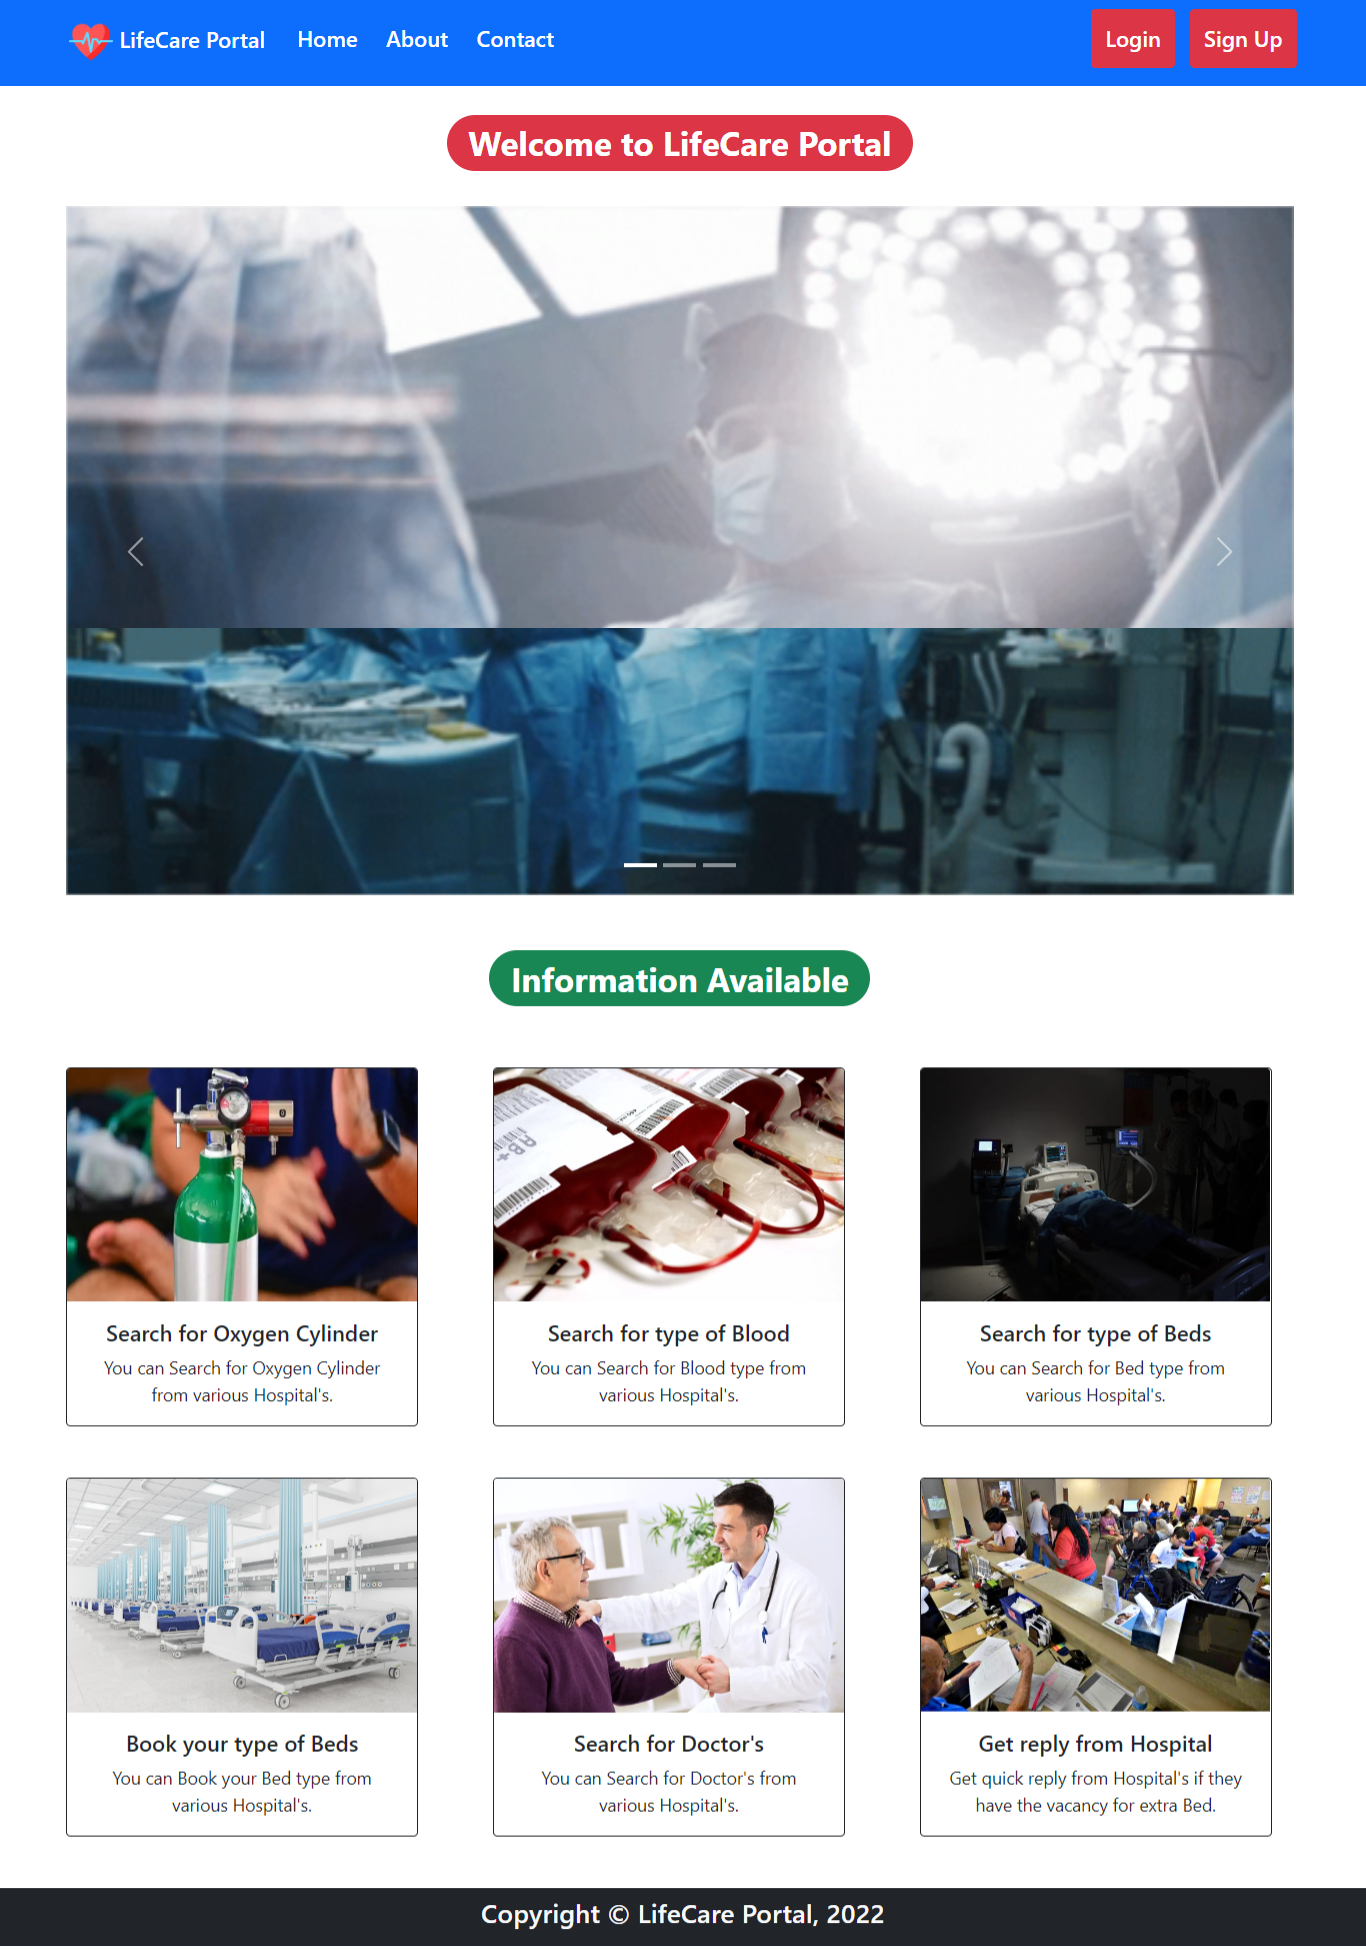 LifeCare Portal Home About Contact Login Sign Up
Welcome to LifeCare Portal
Information Available
AB+
Search for Oxygen Cylinder
You can Search for Oxygen Cylinder
from various Hospital's.
Search for type of Blood
You can Search for Blood type from
various Hospital's.
Search for type of Beds
You can Search for Bed type from
various Hospital's.
Book your type of Beds
You can Book your Bed type from
various Hospital's.
Search for Doctor's
You can Search for Doctor's from
various Hospital's.
Get reply from Hospital
Get quick reply from Hospital's if they
have the vacancy for extra Bed.
Copyright © LifeCare Portal, 2022